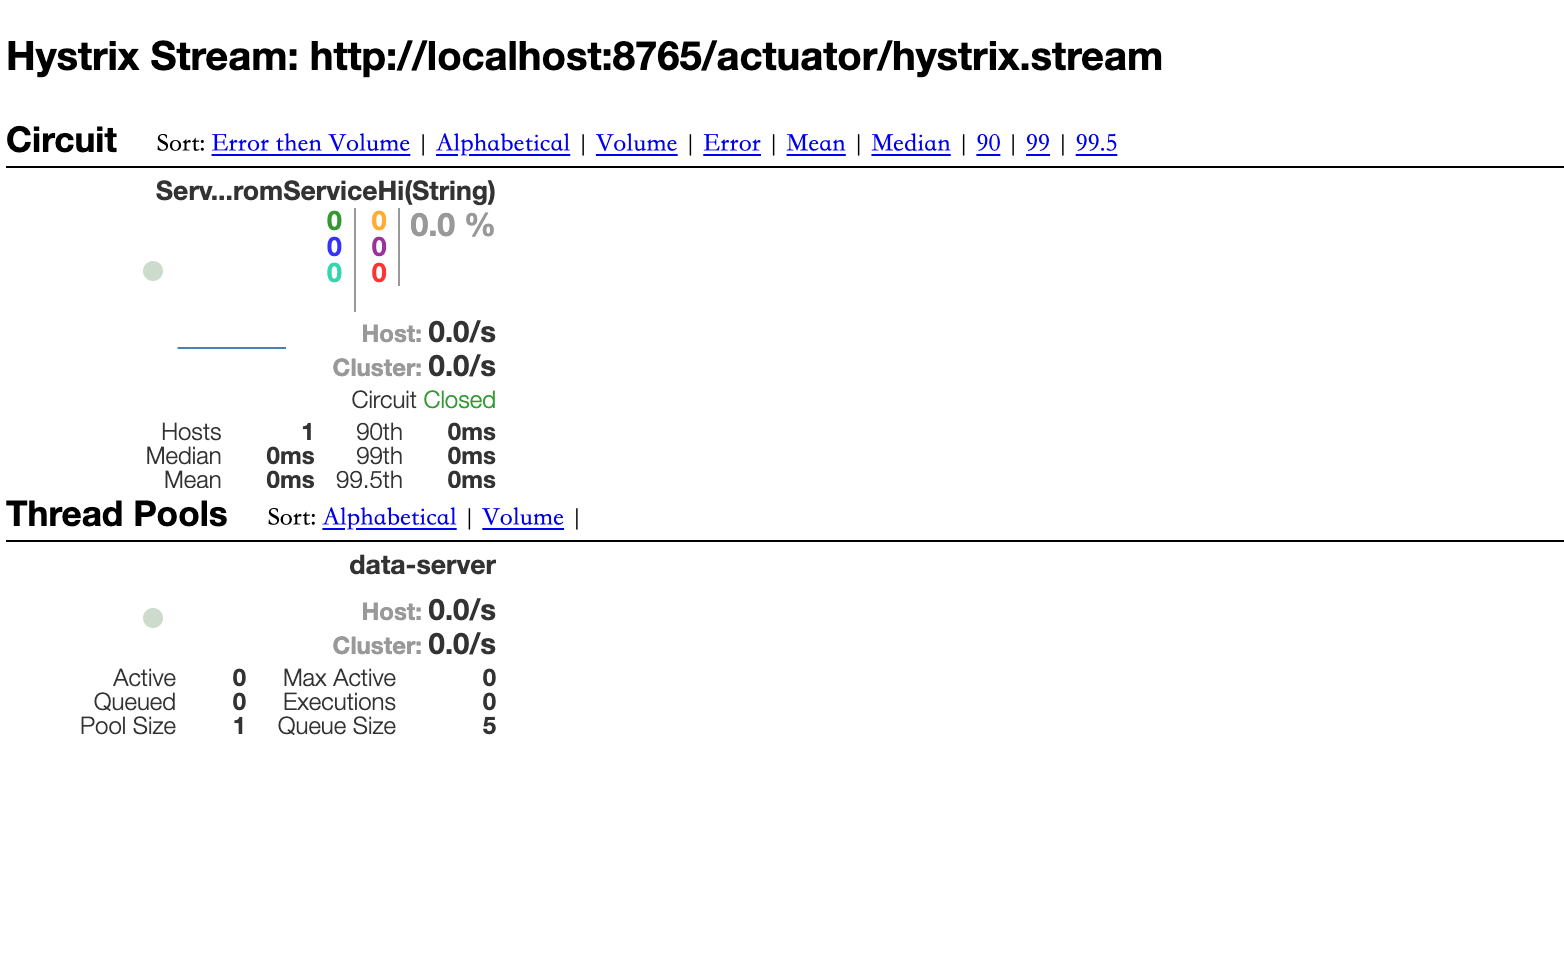 Hystrix Stream: http://localhost:8765/actuator/hystrix.stream
Circuit Sort: Error then Volume | Alphabetical | Volume | Error | Mean | Median | 90 | 99 | 99.5
Serv...romServiceHi(String)
0 0 0.0 %
0 0
0 0
Host: 0.0/s
Cluster: 0.0/s
Circuit Closed
Hosts 1 90th 0ms
Median 0ms 99th 0ms
Mean 0ms 99.5th 0ms
Thread Pools Sort: Alphabetical | Volume |
data-server
Host: 0.0/s
Cluster: 0.0/s
Active 0 Max Active 0
Queued 0 Executions 0
Pool Size 1 Queue Size 5